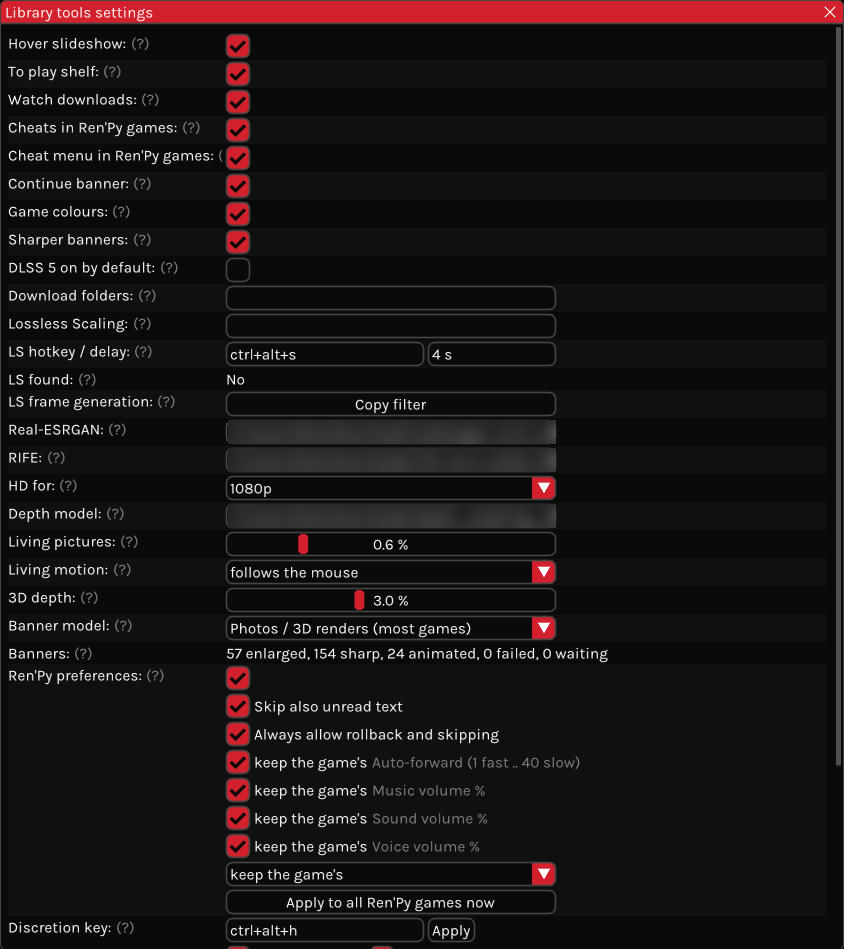 Library tools settings
Hover slideshow: (?)
To play shelf: (?)
Watch downloads: (?)
Cheats in Ren'Py games: (?)
Cheat menu in Ren'Py games: (
Continue banner: (?)
Game colours: (?)
Sharper banners: (?)
DLSS 5 on by default: (?)
Download folders: (?)
Lossless Scaling: (?)
LS hotkey / delay: (?) ctrl+alt+s 4 s
LS found: (?) No
LS frame generation: (?) Copy filter
Real-ESRGAN: (?)
RIFE: (?)
HD for: (?) 1080p
Depth model: (?)
Living pictures: (?) 0.6 %
Living motion: (?) follows the mouse
3D depth: (?) 3.0 %
Banner model: (?) Photos / 3D renders (most games)
Banners: (?) 57 enlarged, 154 sharp, 24 animated, 0 failed, 0 waiting
Ren'Py preferences: (?)
Skip also unread text
Always allow rollback and skipping
keep the game's Auto-forward (1 fast .. 40 slow)
keep the game's Music volume %
keep the game's Sound volume %
keep the game's Voice volume %
keep the game's
Apply to all Ren'Py games now
Discretion key: (?) ctrl+alt+h Apply